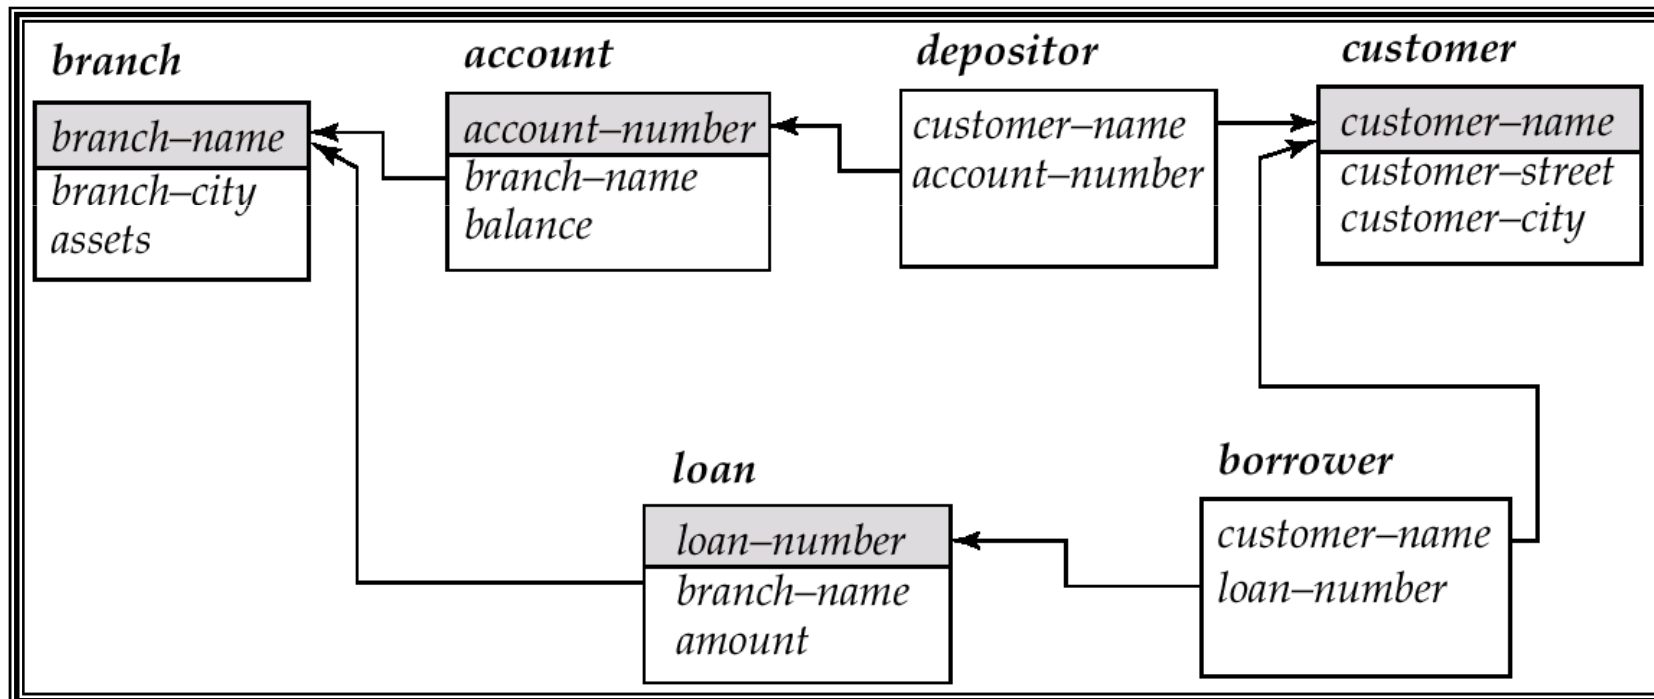 branch
branch–name
branch–city
assets
account
account–number
branch–name
balance
depositor
customer–name
account–number
customer
customer–name
customer–street
customer–city
loan
loan–number
branch–name
amount
borrower
customer–name
loan–number